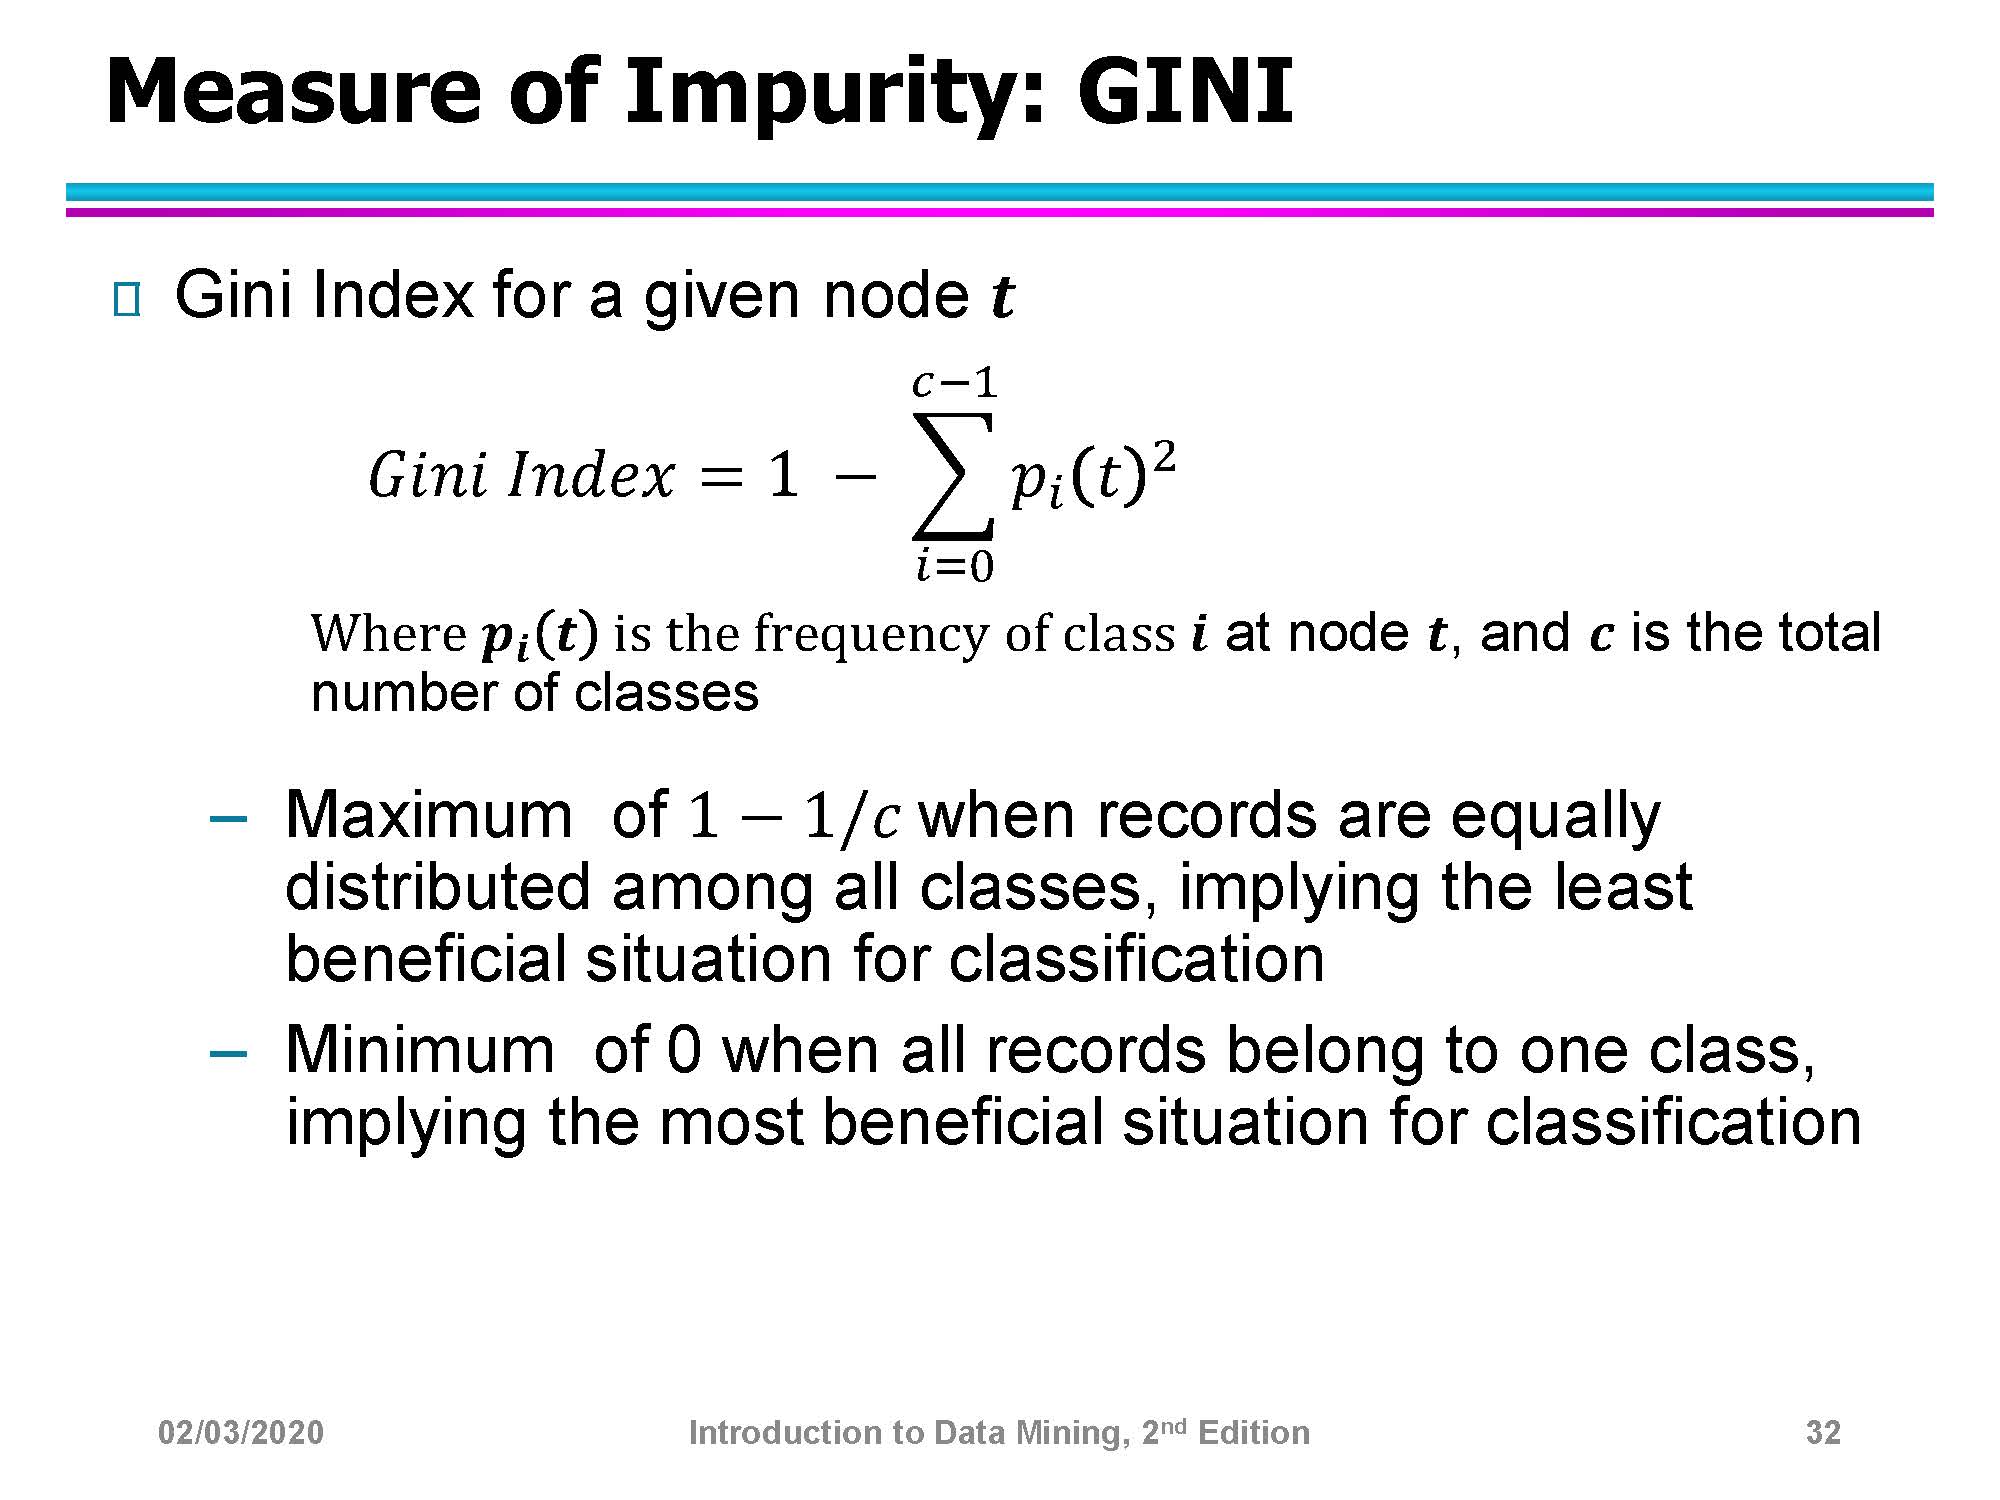 Measure of Impurity: GINI
Gini Index for a given node t
Gini Index = 1 − ∑_{i=0}^{c−1} p_i(t)^2
Where p_i(t) is the frequency of class i at node t, and c is the total
number of classes
– Maximum of 1 − 1/c when records are equally
distributed among all classes, implying the least
beneficial situation for classification
– Minimum of 0 when all records belong to one class,
implying the most beneficial situation for classification
02/03/2020 Introduction to Data Mining, 2nd Edition 32